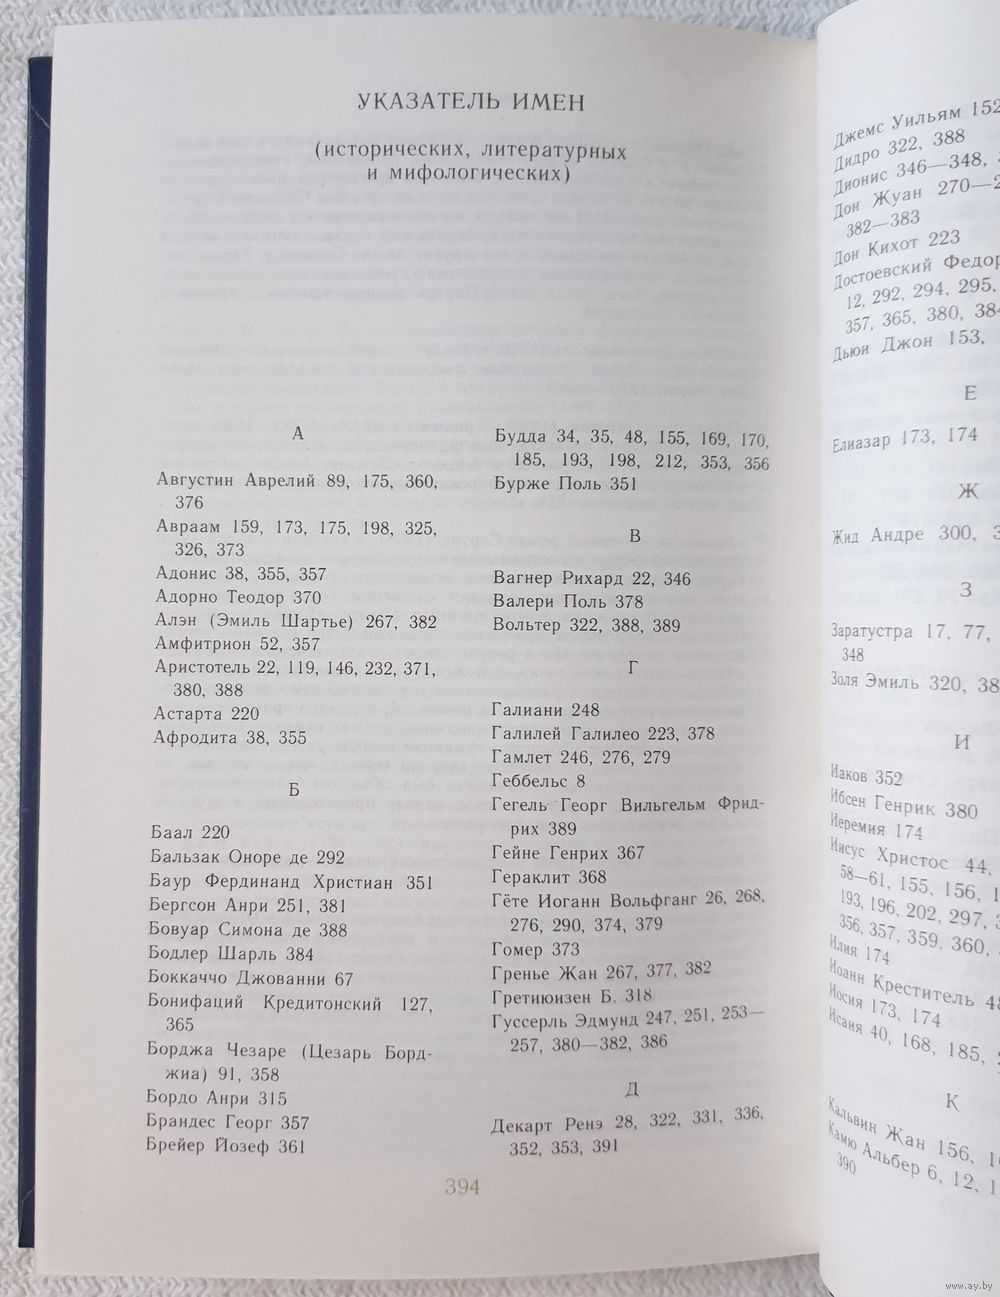 УКАЗАТЕЛЬ ИМЕН
(исторических, литературных
и мифологических)
А
Августин Аврелий 89, 175, 360,
376
Авраам 159, 173, 175, 198, 325,
326, 373
Адонис 38, 355, 357
Адорно Теодор 370
Алэн (Эмиль Шартье) 267, 382
Амфитрион 52, 357
Аристотель 22, 119, 146, 232, 371,
380, 388
Астарта 220
Афродита 38, 355
Б
Баал 220
Бальзак Оноре де 292
Баур Фердинанд Христиан 351
Бергсон Анри 251, 381
Бовуар Симона де 388
Бодлер Шарль 384
Боккаччо Джованни 67
Бонифаций Кредитонский 127,
365
Борджа Чезаре (Цезарь Борд-
жиа) 91, 358
Бордо Анри 315
Брандес Георг 357
Брейер Йозеф 361
Будда 34, 35, 48, 155, 169, 170,
185, 193, 198, 212, 353, 356
Бурже Поль 351
В
Вагнер Рихард 22, 346
Валери Поль 378
Вольтер 322, 388, 389
Г
Галиани 248
Галилей Галилео 223, 378
Гамлет 246, 276, 279
Геббельс 8
Гегель Георг Вильгельм Фрид-
рих 389
Гейне Генрих 367
Гераклит 368
Гёте Иоганн Вольфганг 26, 268,
276, 290, 374, 379
Гомер 373
Гренье Жан 267, 377, 382
Гретюизен Б. 318
Гуссерль Эдмунд 247, 251, 253—
257, 380—382, 386
Д
Декарт Ренэ 28, 322, 331, 336,
352, 353, 391
394
Джемс Уильям 152
Дидро 322, 388
Дионис 346—348,
Дон Жуан 270—
382—383
Дон Кихот 223
Достоевский Федор
12, 292, 294, 295,
357, 365, 380, 384
Дьюи Джон 153,
Е
Елиазар 173, 174
Ж
Жид Андре 300,
З
Заратустра 17, 77,
348
Золя Эмиль 320,
И
Иаков 352
Ибсен Генрик 380
Иеремия 174
Иисус Христос 44,
58—61, 155, 156,
193, 196, 202, 297,
356, 357, 359, 360,
Илия 174
Иоанн Креститель
Иосия 173, 174
Исаия 40, 168, 185,
К
Кальвин Жан 156,
Камю Альбер 6, 12,
390
www.ay.by